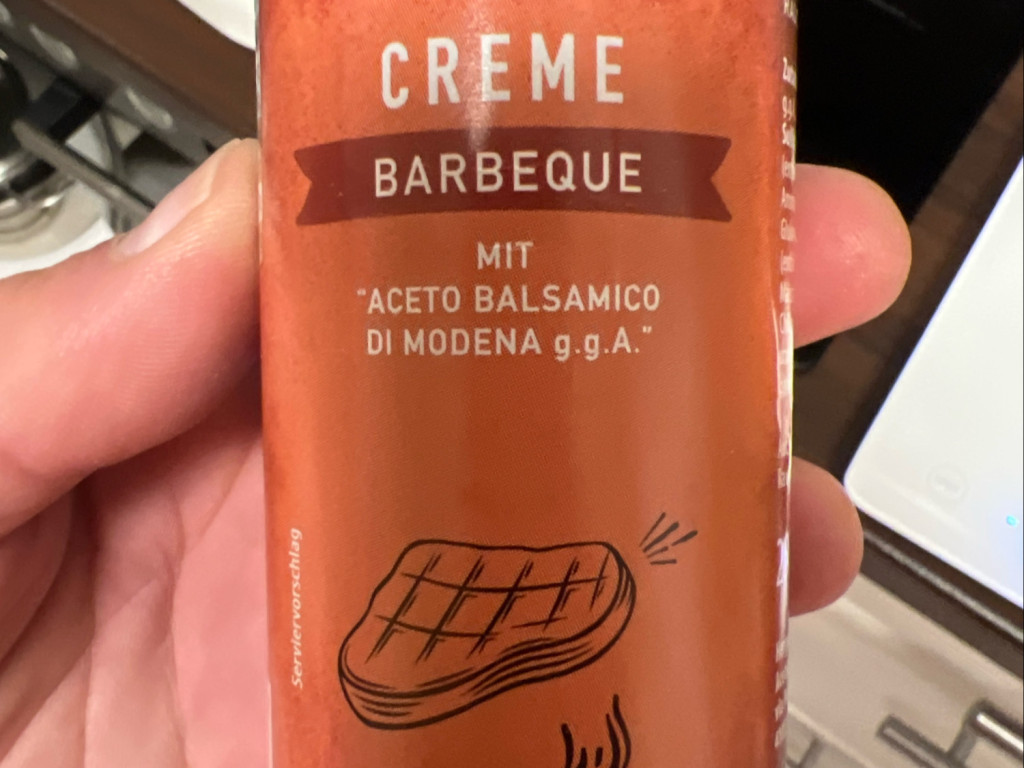 CREME
BARBEQUE
MIT
"ACETO BALSAMICO
DI MODENA g.g.A."
Serviervorschlag